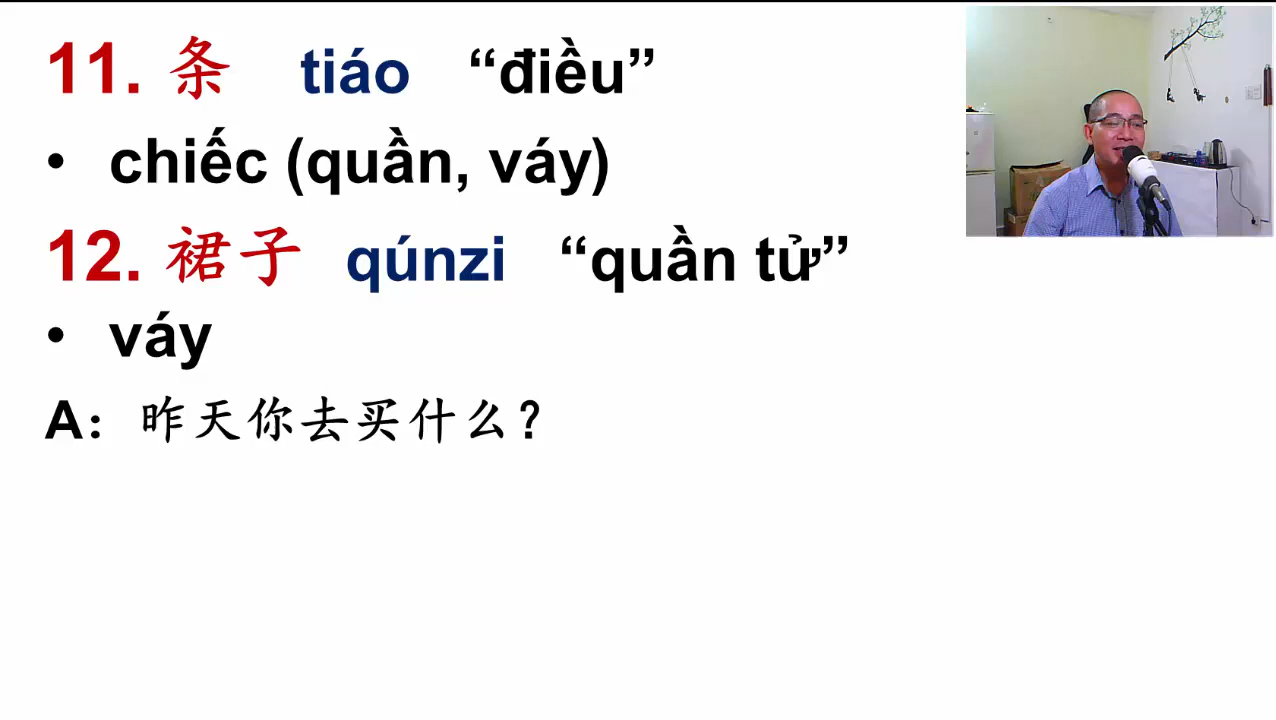 11. 条 tiáo “điều”
• chiếc (quần, váy)
12. 裙子 qúnzi “quần tử”
• váy
A：昨天你去买什么？